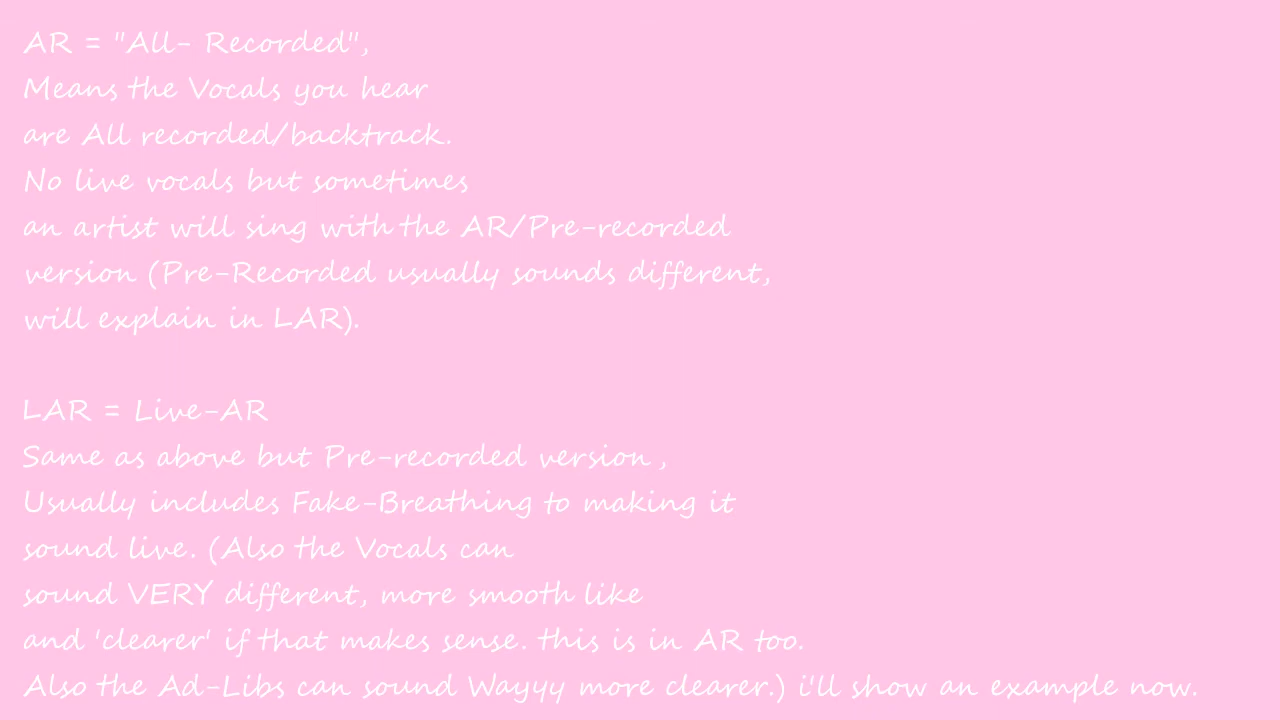 AR = "All- Recorded",
Means the Vocals you hear
are All recorded/backtrack.
No live vocals but sometimes
an artist will sing with the AR/Pre-recorded
version (Pre-Recorded usually sounds different,
will explain in LAR).
LAR = Live-AR
Same as above but Pre-recorded version ,
Usually includes Fake-Breathing to making it
sound live. (Also the Vocals can
sound VERY different, more smooth like
and 'clearer' if that makes sense. this is in AR too.
Also the Ad-Libs can sound Wayyy more clearer.) i'll show an example now.